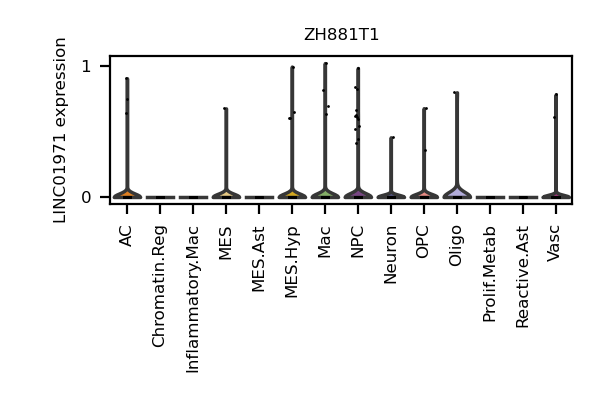 ZH881T1
LINC01971 expression
1
0
AC
Chromatin.Reg
Inflammatory.Mac
MES
MES.Ast
MES.Hyp
Mac
NPC
Neuron
OPC
Oligo
Prolif.Metab
Reactive.Ast
Vasc